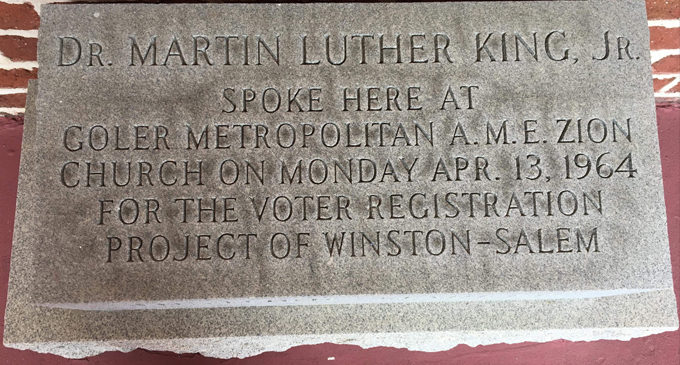 DR. MARTIN LUTHER KING, JR.
SPOKE HERE AT
GOLER METROPOLITAN A.M.E. ZION
CHURCH ON MONDAY APR. 13, 1964
FOR THE VOTER REGISTRATION
PROJECT OF WINSTON-SALEM